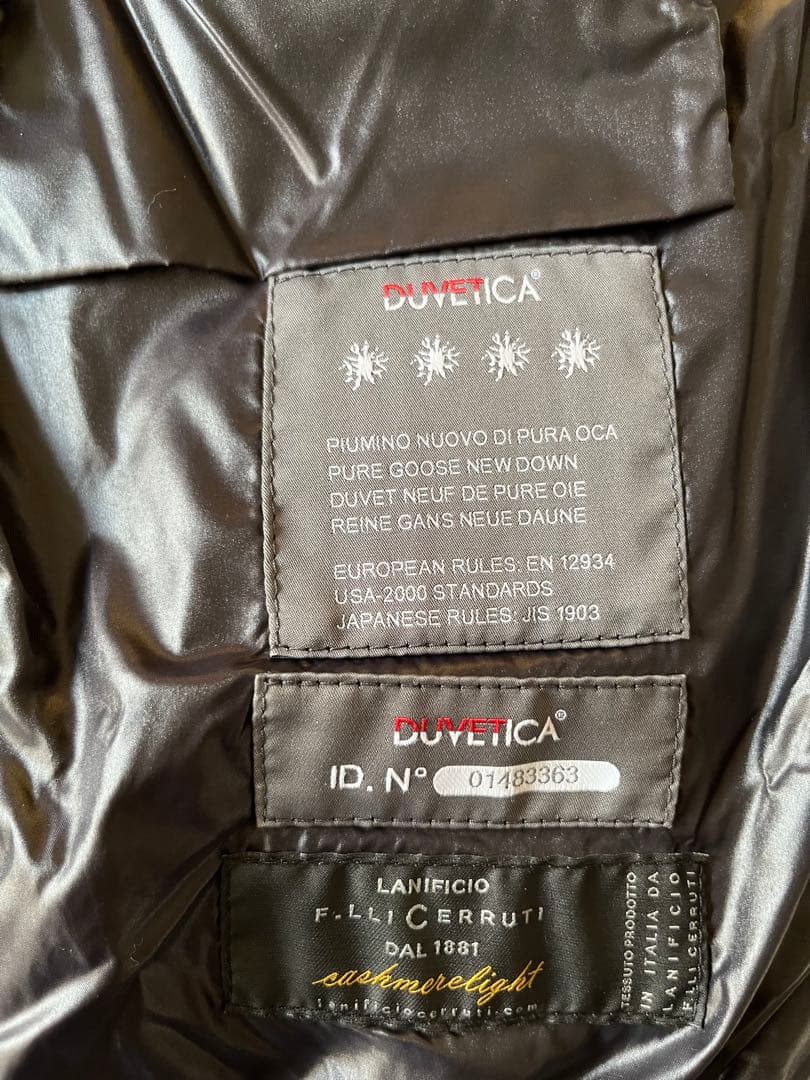 DUVETICA®
PIUMINO NUOVO DI PURA OCA
PURE GOOSE NEW DOWN
DUVET NEUF DE PURE OIE
REINE GANS NEUE DAUNE
EUROPEAN RULES: EN 12934
USA-2000 STANDARDS
JAPANESE RULES: JIS 1903
DUVETICA®
ID. N° 01483363
LANIFICIO
F.LLI CERRUTI
DAL 1881
cashmerelight
lanificiocerruti.com
TESSUTO PRODOTTO
IN ITALIA DA
LANIFICIO
F.LLI CERRUTI